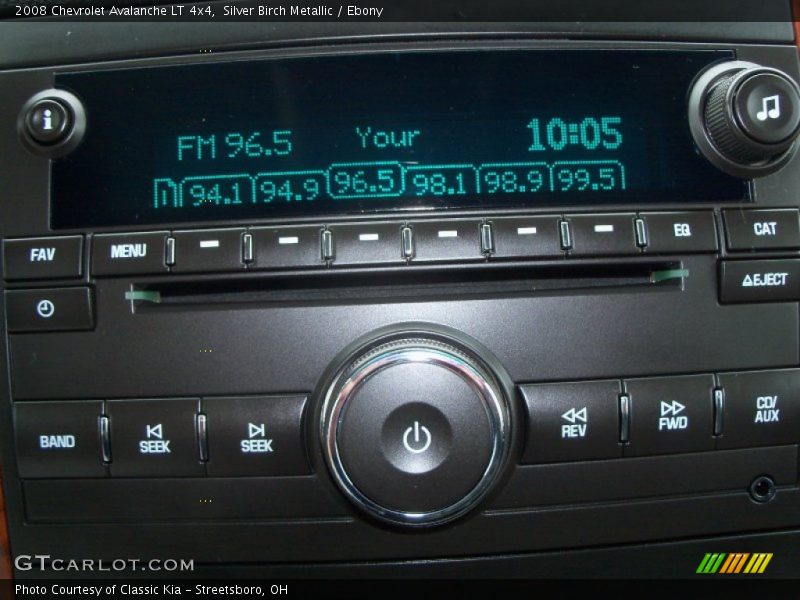 2008 Chevrolet Avalanche LT 4x4, Silver Birch Metallic / Ebony
i
FM 96.5 Your 10:05
94.1 94.9 96.5 98.1 98.9 99.5
FAV MENU EQ CAT
EJECT
BAND SEEK SEEK REV FWD CD/
AUX
GTCARLOT.COM
Photo Courtesy of Classic Kia - Streetsboro, OH